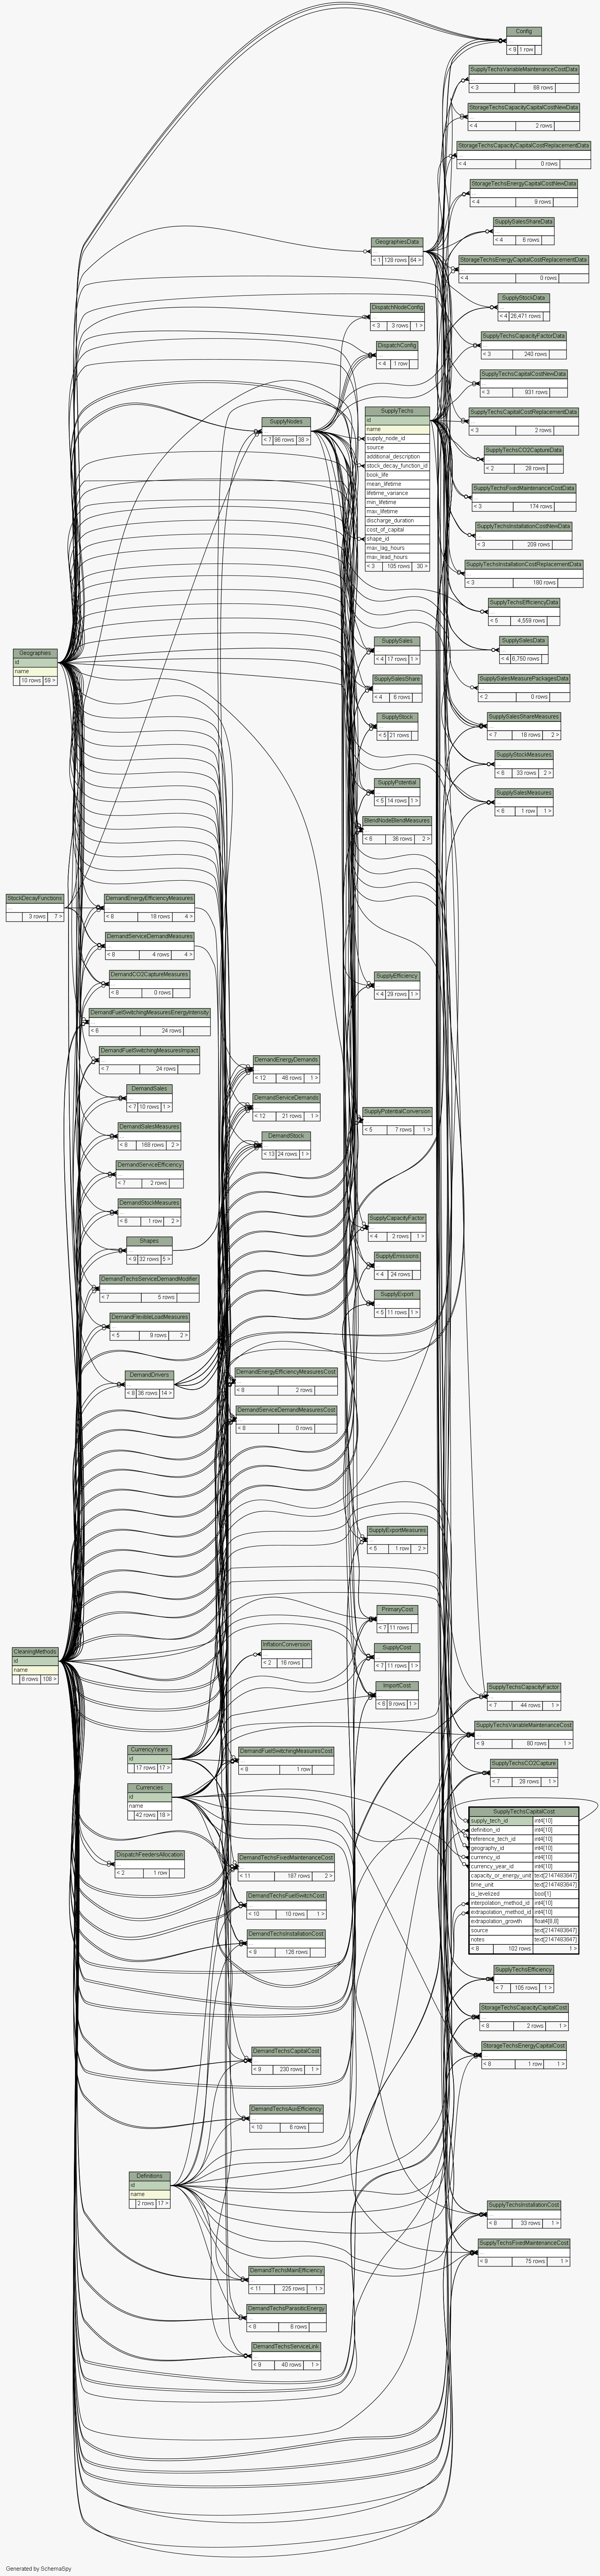 Config
...
< 9 1 row
SupplyTechsVariableMaintenanceCostData
...
< 3 88 rows
StorageTechsCapacityCapitalCostNewData
...
< 4 2 rows
StorageTechsCapacityCapitalCostReplacementData
...
< 4 0 rows
StorageTechsEnergyCapitalCostNewData
...
< 4 9 rows
SupplySalesShareData
...
< 4 6 rows
GeographiesData
...
< 1 128 rows 64 >
StorageTechsEnergyCapitalCostReplacementData
...
< 4 0 rows
SupplyStockData
...
< 4 26,471 rows
DispatchNodeConfig
...
< 3 3 rows 1 >
SupplyTechsCapacityFactorData
...
< 3 240 rows
DispatchConfig
...
< 4 1 row
SupplyTechsCapitalCostNewData
...
< 3 931 rows
SupplyTechsCapitalCostReplacementData
...
< 3 2 rows
SupplyTechs
id
name
supply_node_id
source
additional_description
stock_decay_function_id
book_life
mean_lifetime
lifetime_variance
min_lifetime
max_lifetime
discharge_duration
cost_of_capital
shape_id
max_lag_hours
max_lead_hours
< 3 105 rows 30 >
SupplyNodes
...
< 7 96 rows 38 >
SupplyTechsCO2CaptureData
...
< 2 28 rows
SupplyTechsFixedMaintenanceCostData
...
< 3 174 rows
SupplyTechsInstallationCostNewData
...
< 3 209 rows
SupplyTechsInstallationCostReplacementData
...
< 3 180 rows
SupplyTechsEfficiencyData
...
< 5 4,559 rows
SupplySales
...
< 4 17 rows 1 >
SupplySalesData
...
< 4 6,750 rows
Geographies
id
name
10 rows 59 >
SupplySalesShare
...
< 4 6 rows
SupplySalesMeasurePackagesData
...
< 2 0 rows
SupplyStock
...
< 5 21 rows
SupplySalesShareMeasures
...
< 7 18 rows 2 >
SupplyStockMeasures
...
< 6 33 rows 2 >
SupplyPotential
...
< 5 14 rows 1 >
SupplySalesMeasures
...
< 6 1 row 1 >
BlendNodeBlendMeasures
...
< 6 36 rows 2 >
StockDecayFunctions
...
3 rows 7 >
DemandEnergyEfficiencyMeasures
...
< 8 18 rows 4 >
DemandServiceDemandMeasures
...
< 8 4 rows 4 >
DemandCO2CaptureMeasures
...
< 8 0 rows
SupplyEfficiency
...
< 4 29 rows 1 >
DemandFuelSwitchingMeasuresEnergyIntensity
...
< 6 24 rows
DemandFuelSwitchingMeasuresImpact
...
< 7 24 rows
DemandEnergyDemands
...
< 12 46 rows 1 >
DemandSales
...
< 7 10 rows 1 >
DemandServiceDemands
...
< 12 21 rows 1 >
SupplyPotentialConversion
...
< 5 7 rows 1 >
DemandSalesMeasures
...
< 8 168 rows 2 >
DemandStock
...
< 13 24 rows 1 >
DemandServiceEfficiency
...
< 7 2 rows
DemandStockMeasures
...
< 6 1 row 2 >
SupplyCapacityFactor
...
< 4 2 rows 1 >
Shapes
...
< 9 32 rows 5 >
SupplyEmissions
...
< 4 24 rows
DemandTechsServiceDemandModifier
...
< 7 5 rows
SupplyExport
...
< 5 11 rows 1 >
DemandFlexibleLoadMeasures
...
< 5 9 rows 2 >
DemandDrivers
...
< 8 36 rows 14 >
DemandEnergyEfficiencyMeasuresCost
...
< 8 2 rows
DemandServiceDemandMeasuresCost
...
< 8 0 rows
SupplyExportMeasures
...
< 5 1 row 2 >
PrimaryCost
...
< 7 11 rows
CleaningMethods
id
name
8 rows 108 >
InflationConversion
...
< 2 16 rows
SupplyCost
...
< 7 11 rows 1 >
ImportCost
...
< 6 9 rows 1 >
SupplyTechsCapacityFactor
...
< 7 44 rows 1 >
SupplyTechsVariableMaintenanceCost
...
< 9 80 rows 1 >
CurrencyYears
id
17 rows 17 >
DemandFuelSwitchingMeasuresCost
...
< 8 1 row
SupplyTechsCO2Capture
...
< 7 28 rows 1 >
Currencies
id
name
42 rows 18 >
SupplyTechsCapitalCost
supply_tech_id int4[10]
definition_id int4[10]
reference_tech_id int4[10]
geography_id int4[10]
currency_id int4[10]
currency_year_id int4[10]
capacity_or_energy_unit text[2147483647]
time_unit text[2147483647]
is_levelized bool[1]
interpolation_method_id int4[10]
extrapolation_method_id int4[10]
extrapolation_growth float4[8,8]
source text[2147483647]
notes text[2147483647]
< 8 102 rows 1 >
DispatchFeedersAllocation
...
< 2 1 row
DemandTechsFixedMaintenanceCost
...
< 11 187 rows 2 >
DemandTechsFuelSwitchCost
...
< 10 10 rows 1 >
DemandTechsInstallationCost
...
< 9 126 rows
SupplyTechsEfficiency
...
< 7 105 rows 1 >
StorageTechsCapacityCapitalCost
...
< 8 2 rows 1 >
DemandTechsCapitalCost
...
< 9 230 rows 1 >
StorageTechsEnergyCapitalCost
...
< 8 1 row 1 >
DemandTechsAuxEfficiency
...
< 10 6 rows
Definitions
id
name
2 rows 17 >
SupplyTechsInstallationCost
...
< 8 33 rows 1 >
SupplyTechsFixedMaintenanceCost
...
< 9 75 rows 1 >
DemandTechsMainEfficiency
...
< 11 225 rows 1 >
DemandTechsParasiticEnergy
...
< 8 6 rows
DemandTechsServiceLink
...
< 8 40 rows 1 >
Generated by SchemaSpy